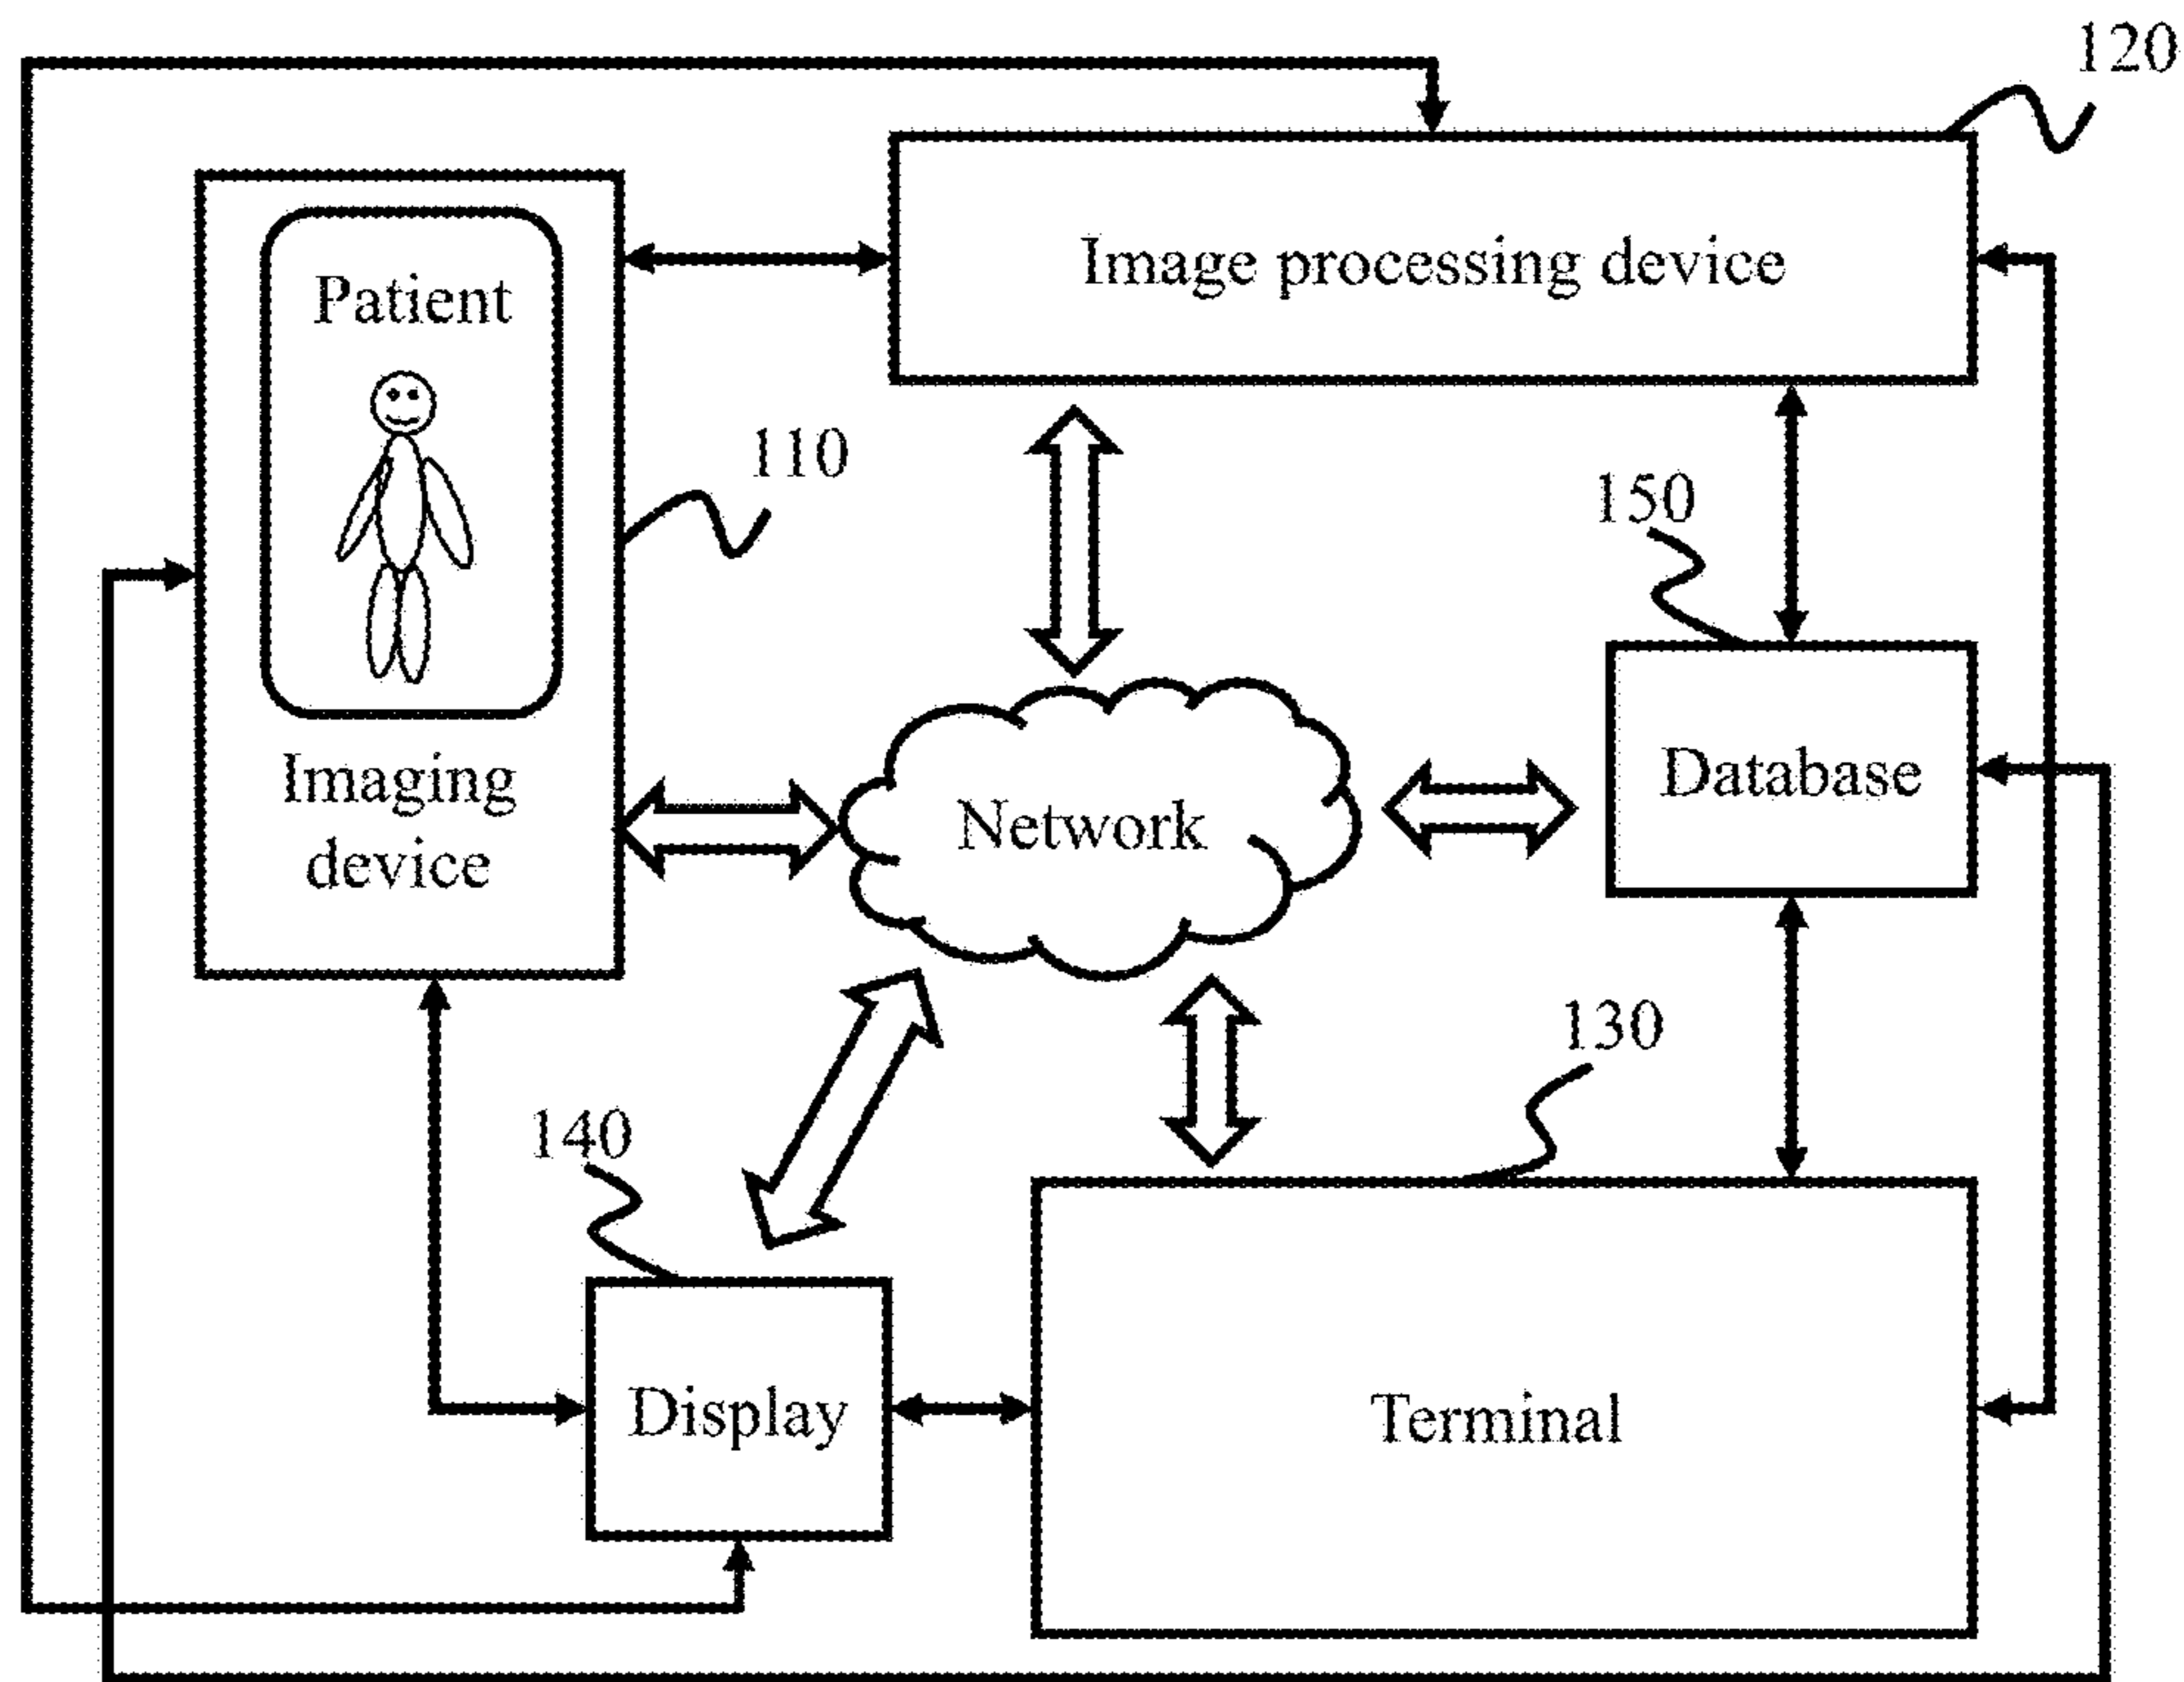 120
Image processing device
Patient
110
150
Imaging
device
Network
Database
130
140
Display
Terminal